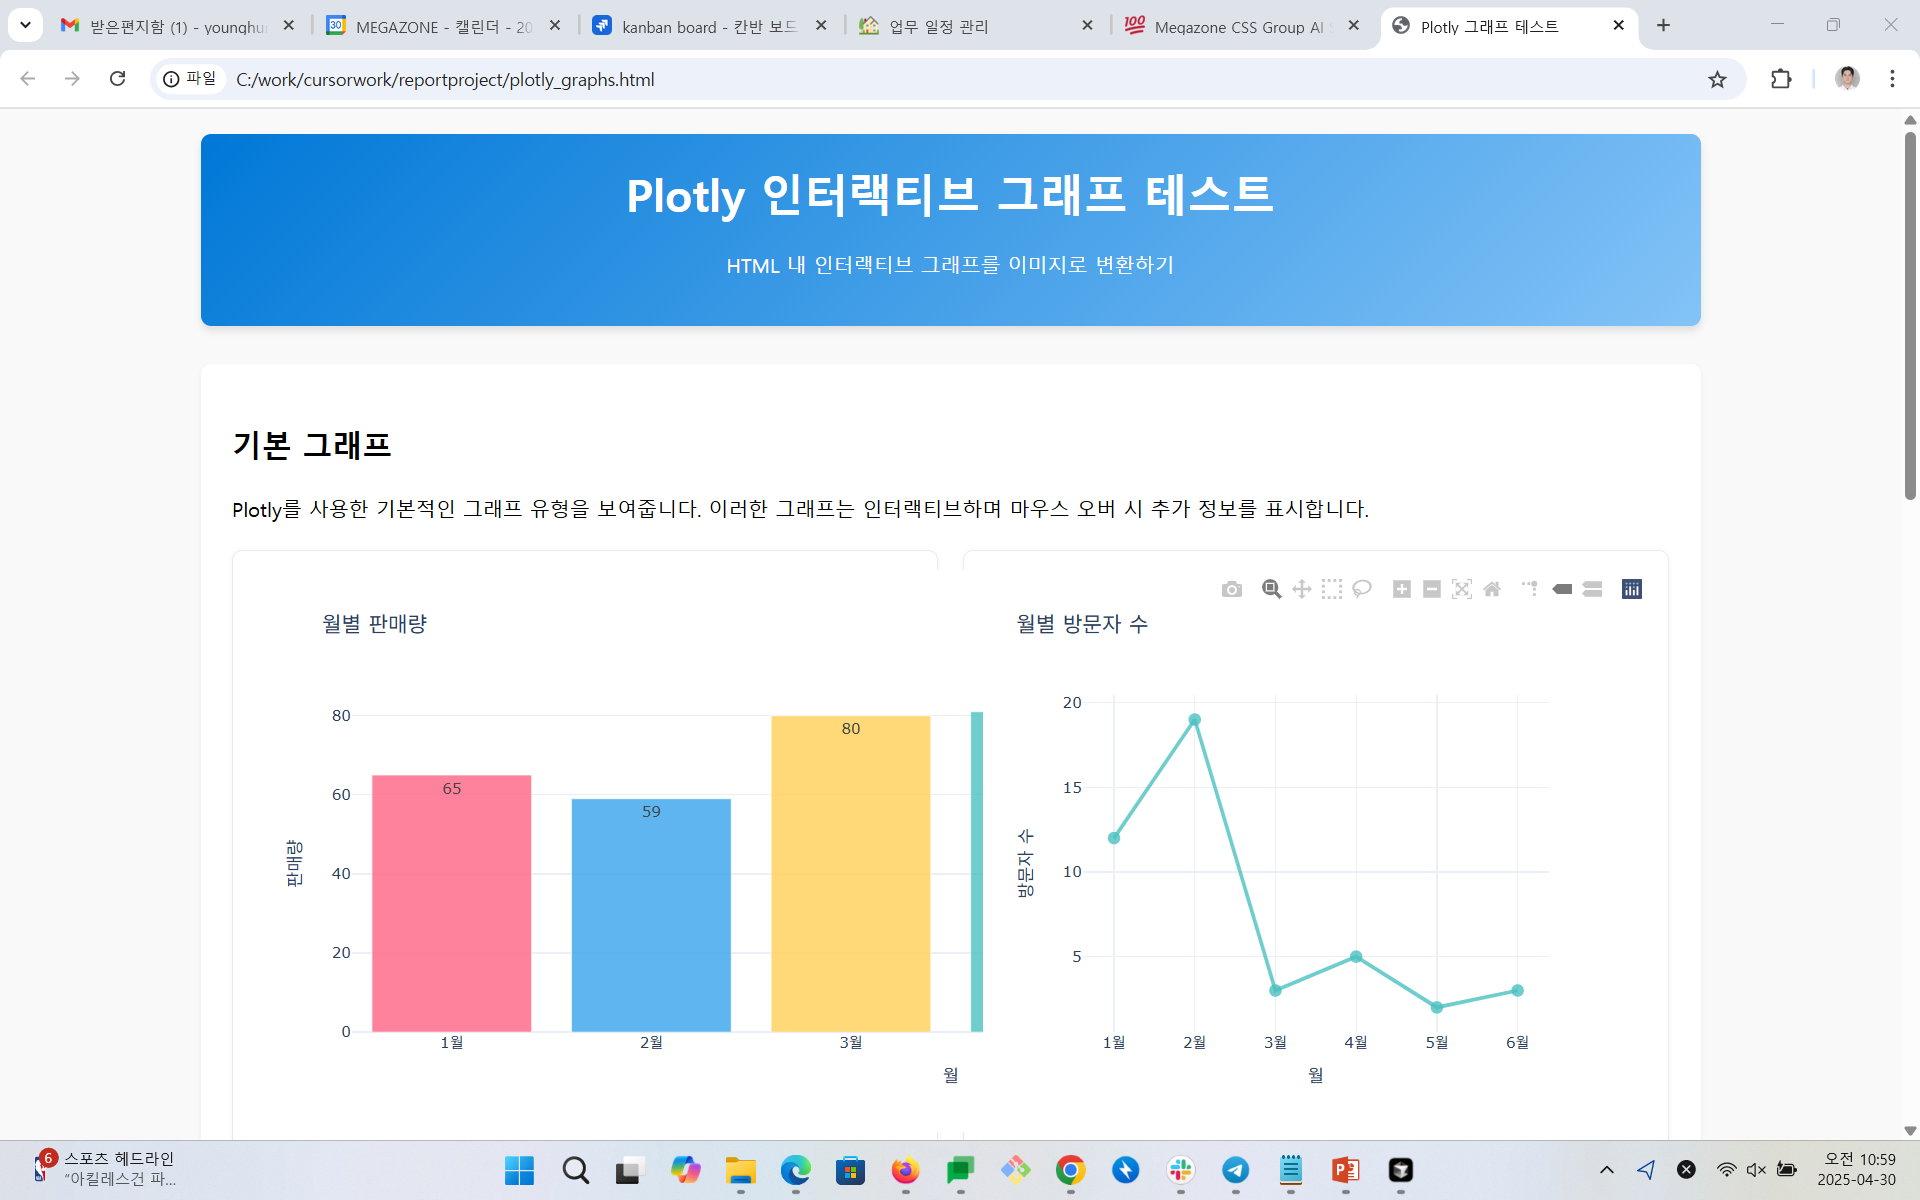 받은편지함 (1) - younghu
MEGAZONE - 캘린더 - 20
kanban board - 칸반 보드
업무 일정 관리
Megazone CSS Group AI S
Plotly 그래프 테스트
파일
C:/work/cursorwork/reportproject/plotly_graphs.html
Plotly 인터랙티브 그래프 테스트
HTML 내 인터랙티브 그래프를 이미지로 변환하기
기본 그래프
Plotly를 사용한 기본적인 그래프 유형을 보여줍니다. 이러한 그래프는 인터랙티브하며 마우스 오버 시 추가 정보를 표시합니다.
월별 판매량
80
60
40
20
0
판매량
65
59
80
1월
2월
3월
월
월별 방문자 수
20
15
10
5
방문자 수
1월
2월
3월
4월
5월
6월
월
6
스포츠 헤드라인
"아킬레스건 파...
오전 10:59
2025-04-30